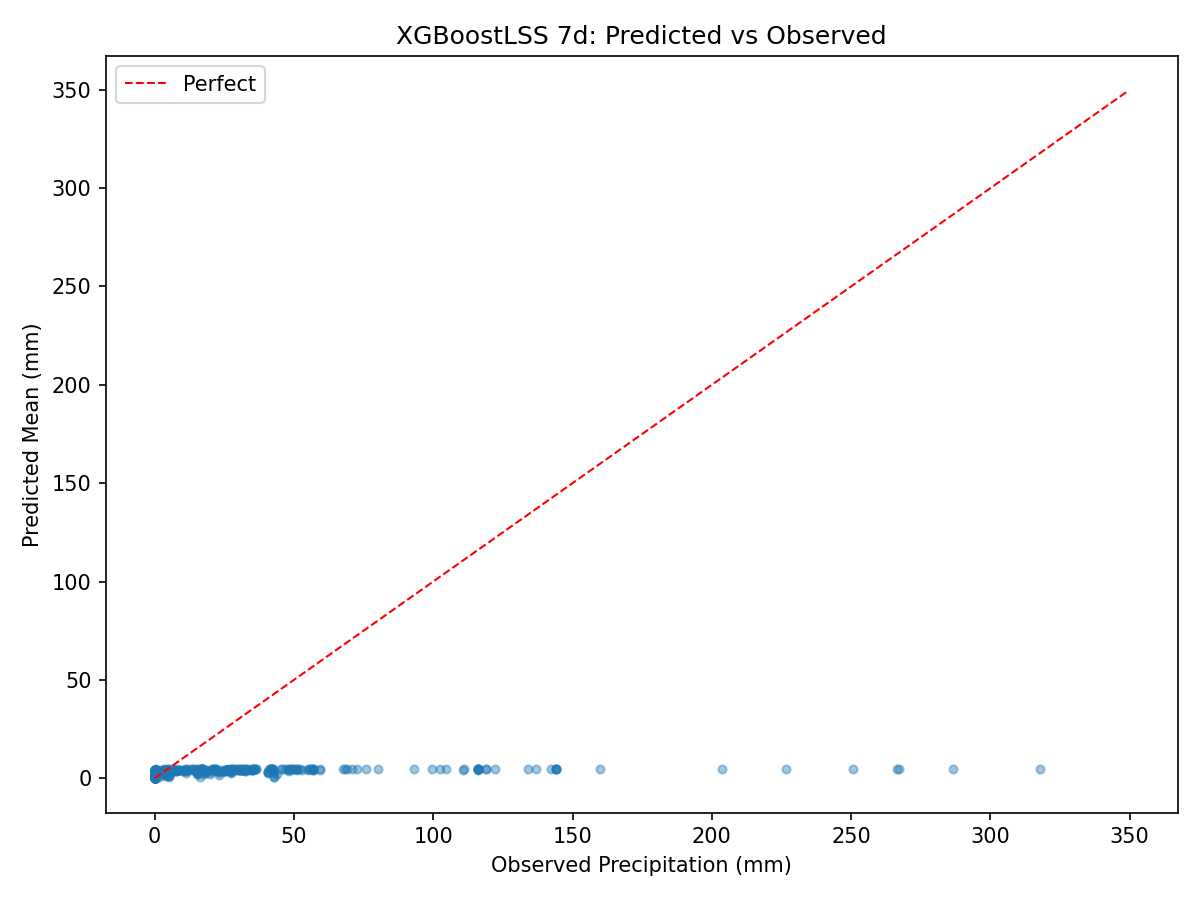 XGBoostLSS 7d: Predicted vs Observed
Perfect
350
300
250
200
150
100
50
0
Predicted Mean (mm)
0 50 100 150 200 250 300 350
Observed Precipitation (mm)